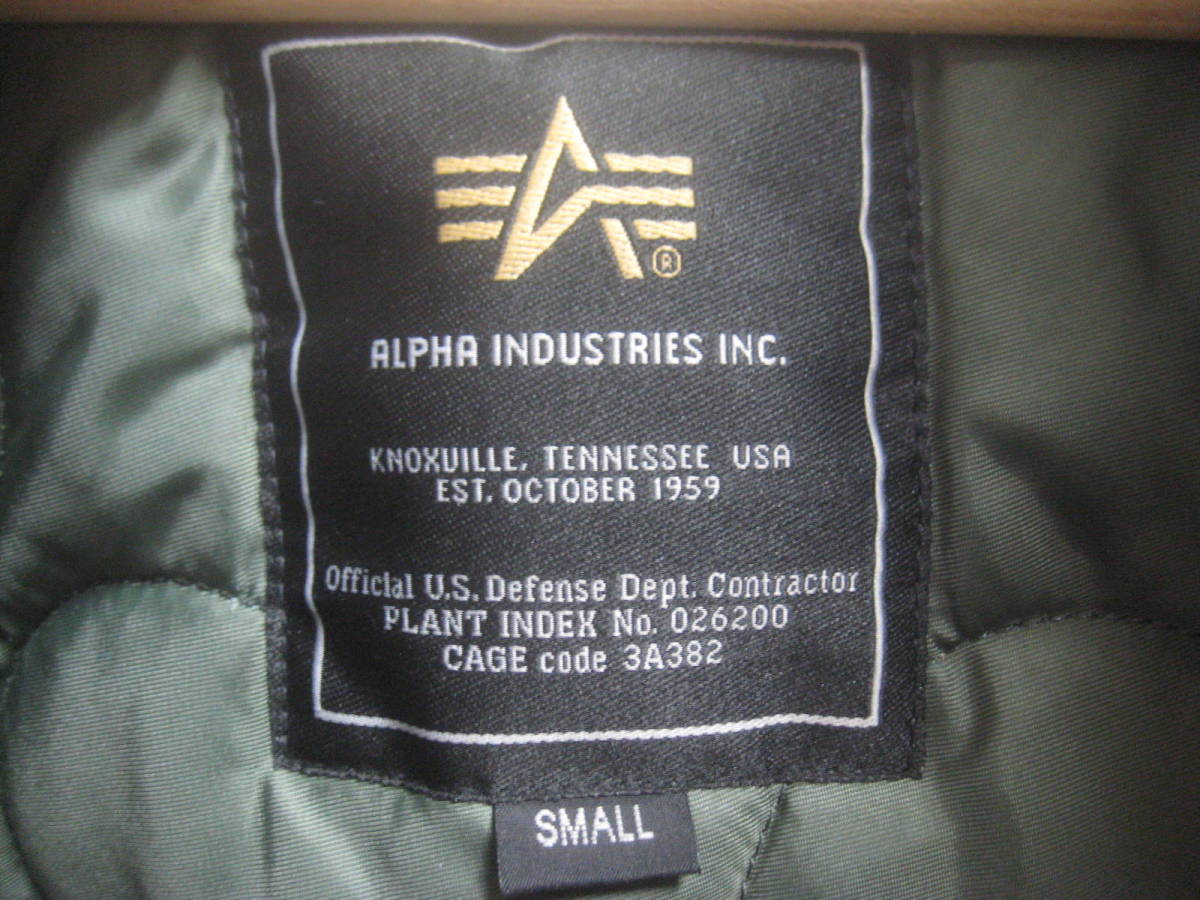 ®
ALPHA INDUSTRIES INC.
KNOXVILLE, TENNESSEE USA
EST. OCTOBER 1959
Official U.S. Defense Dept. Contractor
PLANT INDEX No. 026200
CAGE code 3A382
SMALL